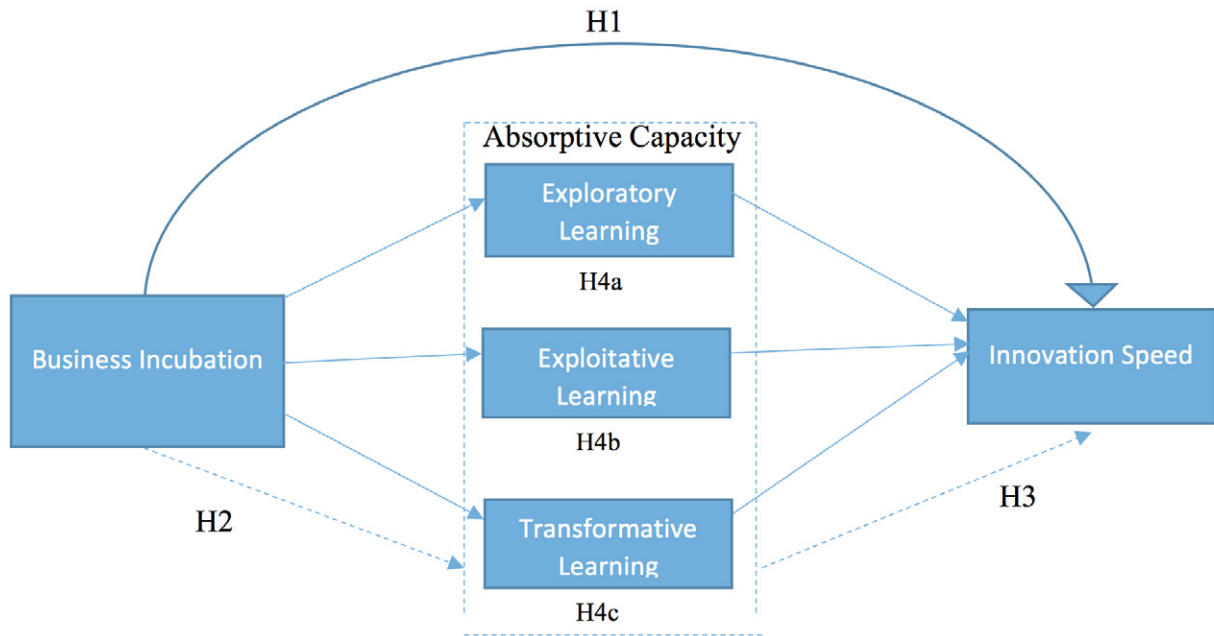 H1
Absorptive Capacity
Exploratory
Learning
H4a
Business Incubation
Exploitative
Learning
H4b
Innovation Speed
H2
Transformative
Learning
H4c
H3